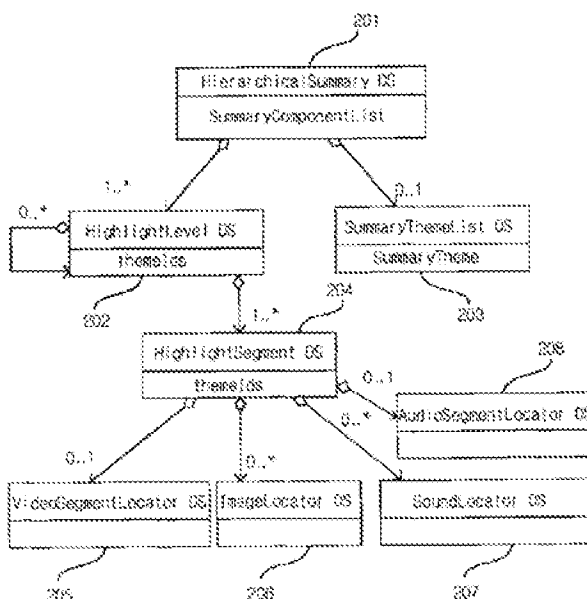 201
HierarchicalSummary DS
SummaryComponentList
1..*
0..1
0..*
HighlightLevel DS
themeIds
SummaryThemeList DS
SummaryTheme
202
204
203
1..*
HighlightSegment DS
themeIds
208
0..1
AudioSegmentLocator DS
0..1
0..*
0..*
VideoSegmentLocator DS
ImageLocator DS
SoundLocator DS
205
206
207